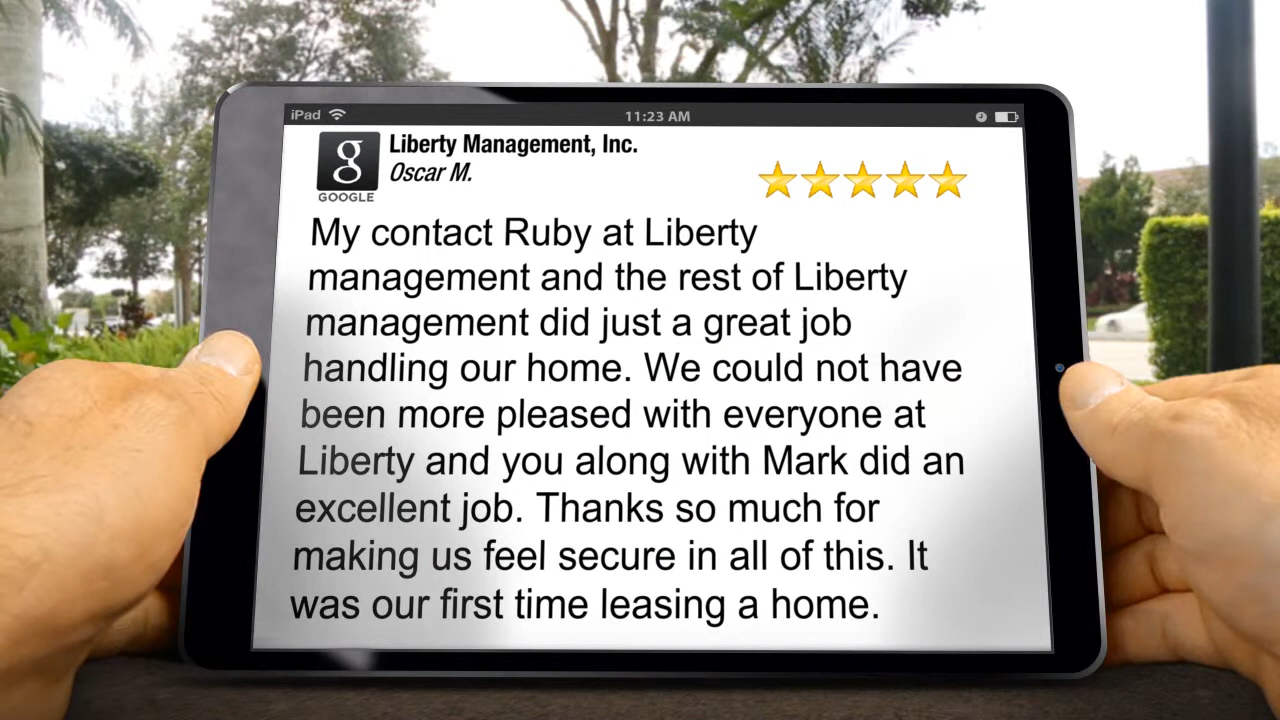 iPad 11:23 AM
Liberty Management, Inc.
g
Oscar M.
GOOGLE
My contact Ruby at Liberty
management and the rest of Liberty
management did just a great job
handling our home. We could not have
been more pleased with everyone at
Liberty and you along with Mark did an
excellent job. Thanks so much for
making us feel secure in all of this. It
was our first time leasing a home.